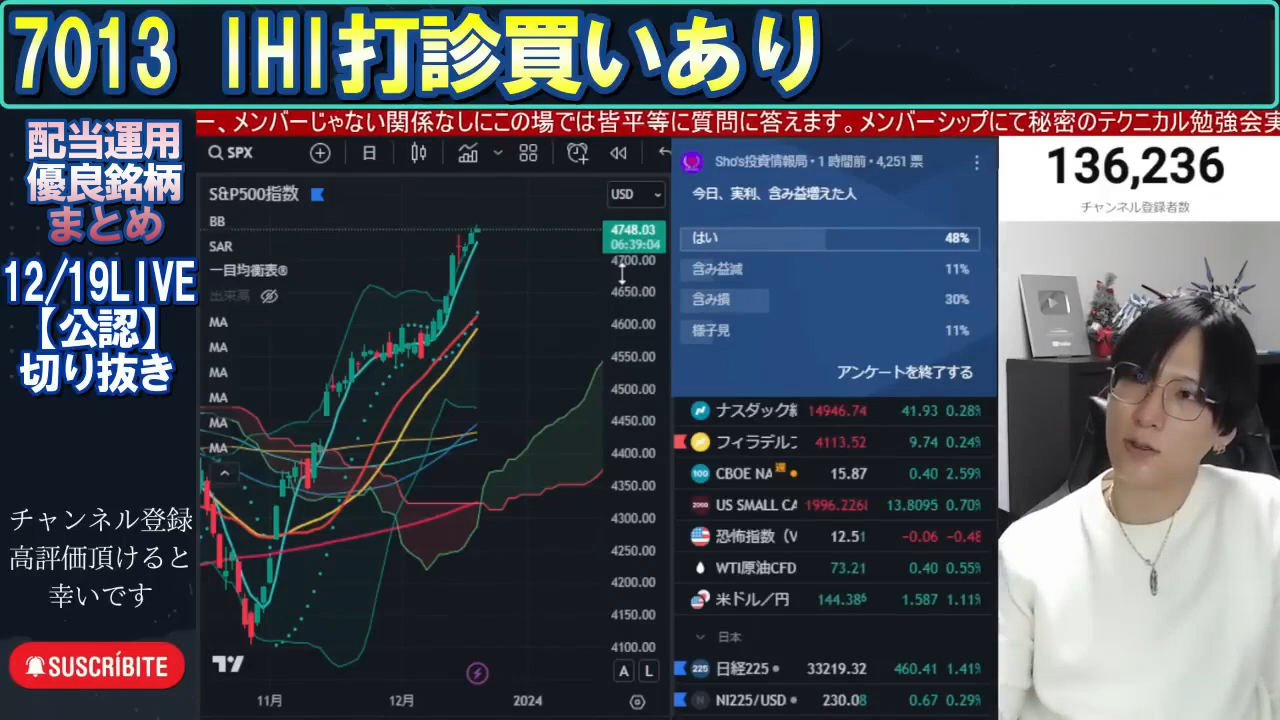 7013 IHI打診買いあり
ー、メンバーじゃない関係なしにこの場では皆平等に質問に答えます。メンバーシップにて秘密のテクニカル勉強会実
配当運用
優良銘柄
まとめ
12/19LIVE
【公認】
切り抜き
チャンネル登録
高評価頂けると
幸いです
SUSCRÍBITE
SPX
日
S&P500指数
USD
BB
SAR
一目均衡表
出来高
MA
MA
MA
MA
MA
MA
4748.03
06:39:04
4700.00
4650.00
4600.00
4550.00
4500.00
4450.00
4400.00
4350.00
4300.00
4250.00
4200.00
4150.00
4100.00
A L
11月 12月 2024
Sho's投資情報局・1 時間前・4,251 票
今日、実利、含み益増えた人
はい 48%
含み益減 11%
含み損 30%
様子見 11%
アンケートを終了する
ナスダック 14946.74 41.93 0.28%
フィラデルフ 4113.52 9.74 0.24%
100 CBOE NA 15.87 0.40 2.59%
2000 US SMALL CA 1996.2261 13.8095 0.70%
恐怖指数（V 12.51 -0.06 -0.48
WTI原油CFD 73.21 0.40 0.55%
米ドル／円 144.386 1.587 1.11%
日本
225 日経225 33219.32 460.41 1.41%
N NI225/USD 230.08 0.67 0.29%
136,236
チャンネル登録者数